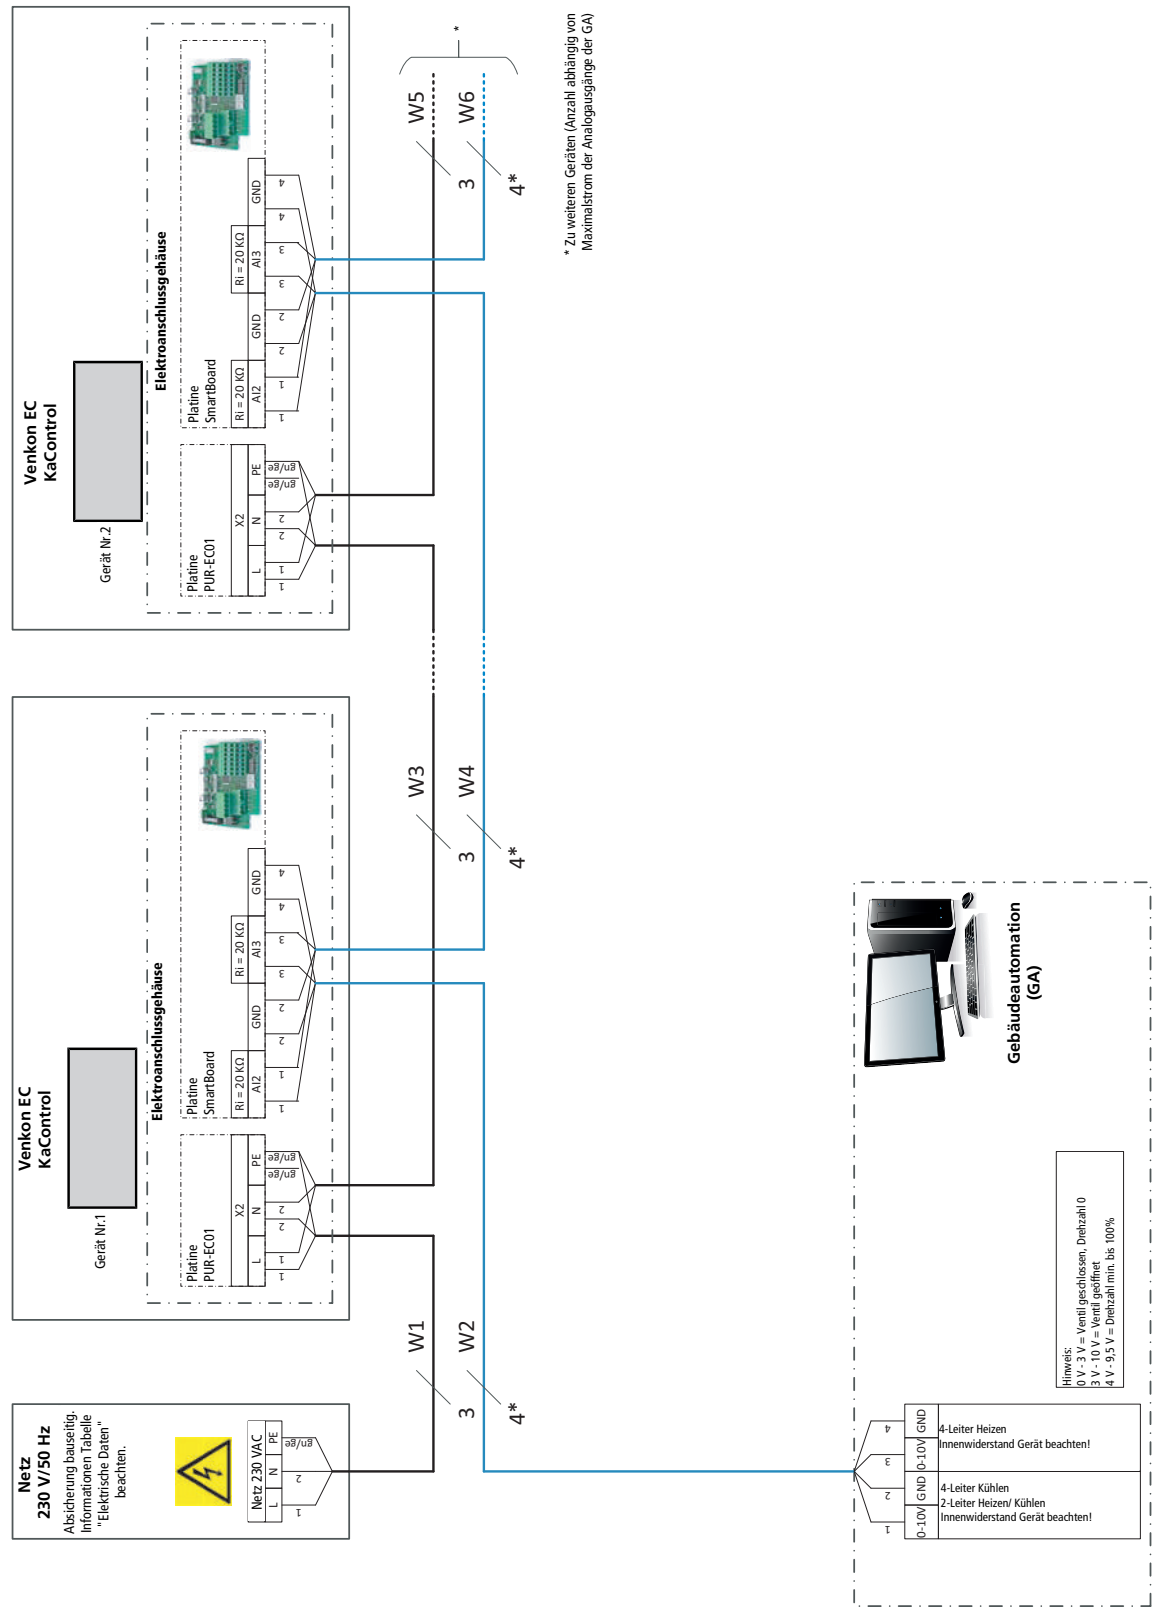 Netz
230 V/50 Hz
Absicherung bauseitig.
Informationen Tabelle
"Elektrische Daten"
beachten.
Netz 230 VAC
L N PE
1 2 gn/ge
Venkon EC
KaControl
Gerät Nr.1
Elektroanschlussgehäuse
Platine
PUR-EC01
X2
L N PE
1 1 2 2 gn/ge gn/ge
Platine
SmartBoard
Ri = 20 KΩ Ri = 20 KΩ
AI2 GND AI3 GND
1 1 2 2 3 3 4 4
Venkon EC
KaControl
Gerät Nr.2
Elektroanschlussgehäuse
Platine
PUR-EC01
X2
L N PE
1 1 2 2 gn/ge gn/ge
Platine
SmartBoard
Ri = 20 KΩ Ri = 20 KΩ
AI2 GND AI3 GND
1 1 2 2 3 3 4 4
W1
3
W2
4*
W3
3
W4
4*
W5
3
W6
4*
*
* Zu weiteren Geräten (Anzahl abhängig von
Maximalstrom der Analogausgänge der GA)
1 2 3 4
0-10V GND 0-10V GND
4-Leiter Kühlen
2-Leiter Heizen/ Kühlen
Innenwiderstand Gerät beachten!
4-Leiter Heizen
Innenwiderstand Gerät beachten!
Hinweis:
0 V - 3 V = Ventil geschlossen, Drehzahl 0
3 V - 10 V = Ventil geöffnet
4 V - 9,5 V = Drehzahl min. bis 100%
Gebäudeautomation
(GA)